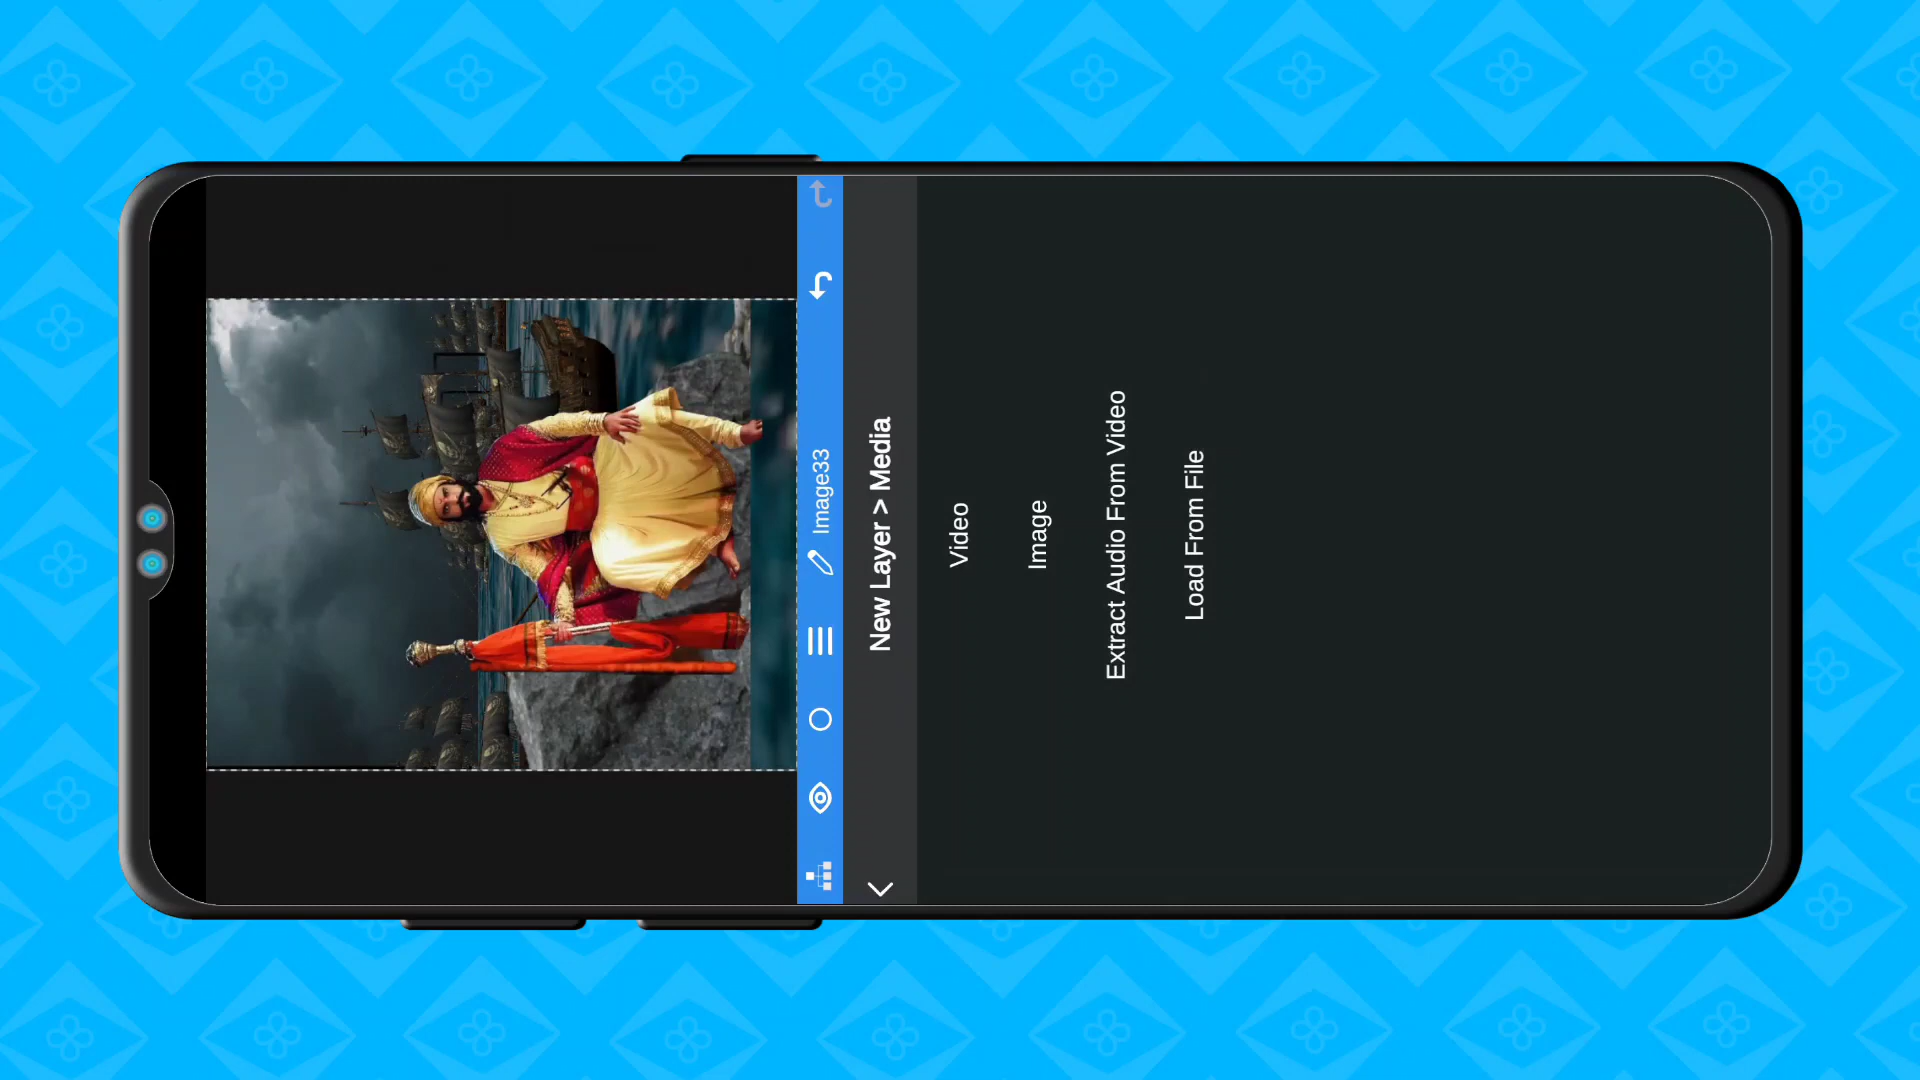 Image33
New Layer > Media
Video
Image
Extract Audio From Video
Load From File